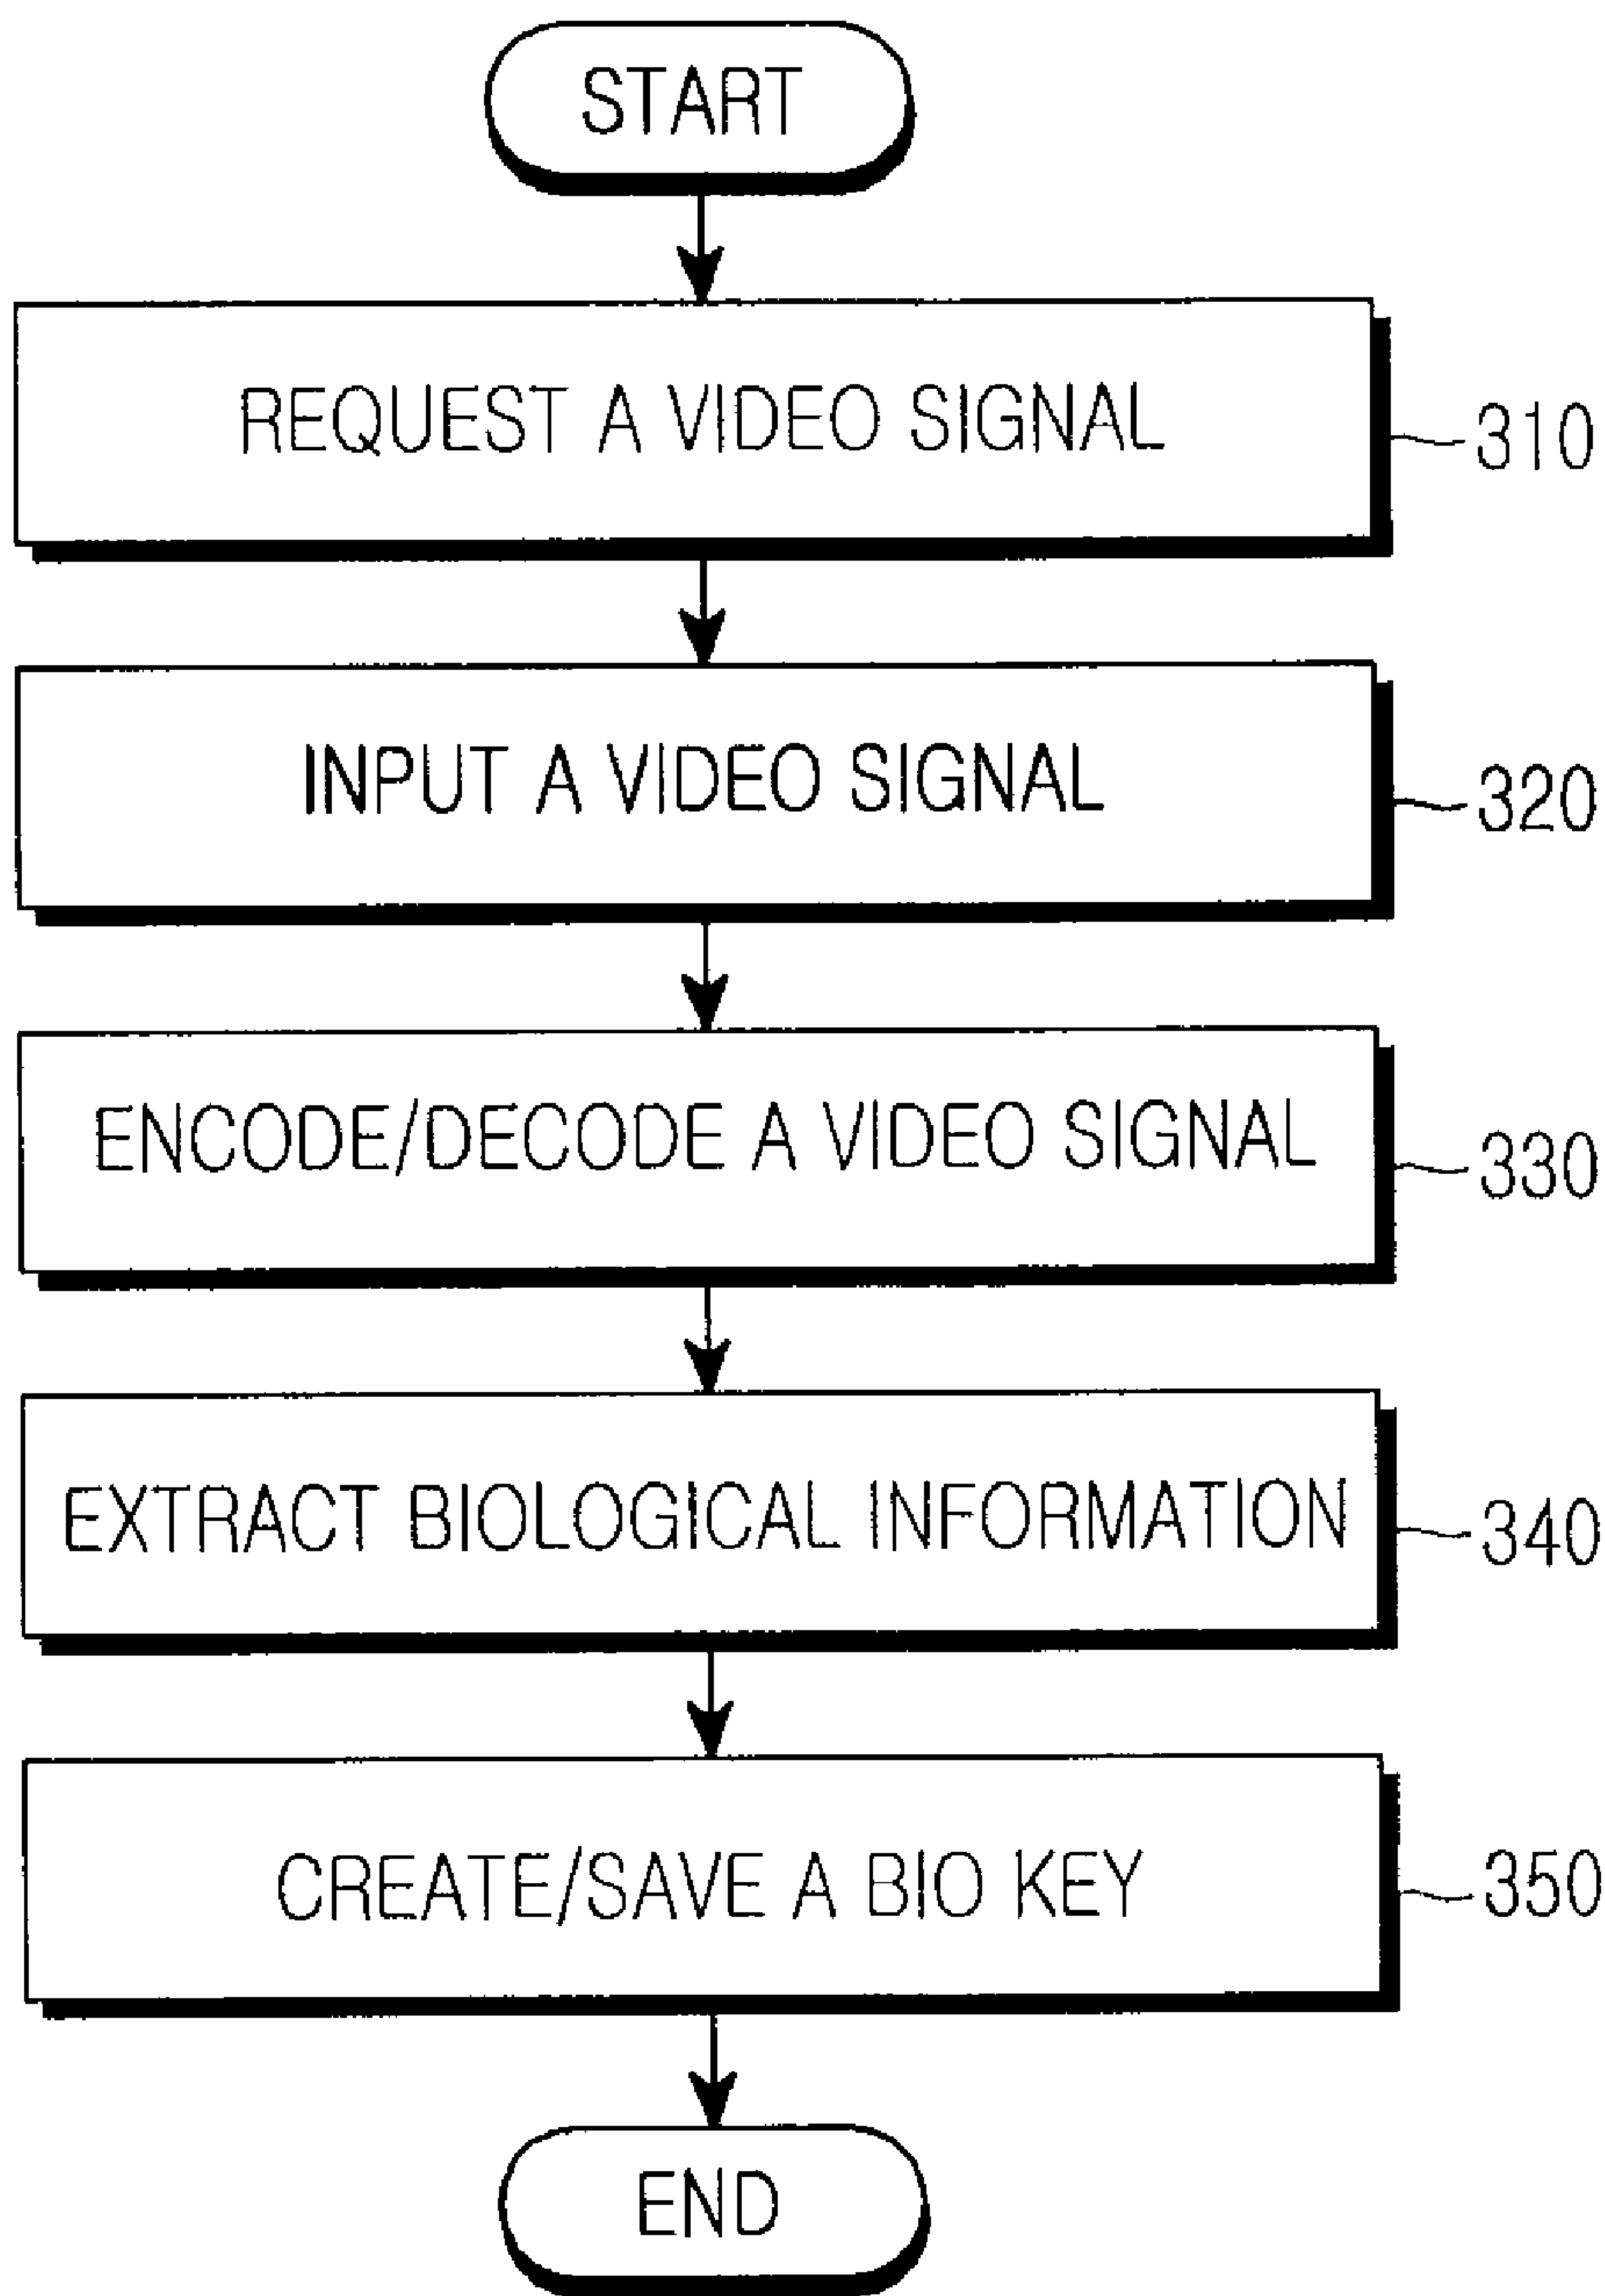 START
REQUEST A VIDEO SIGNAL
310
INPUT A VIDEO SIGNAL
320
ENCODE/DECODE A VIDEO SIGNAL
330
EXTRACT BIOLOGICAL INFORMATION
340
CREATE/SAVE A BIO KEY
350
END